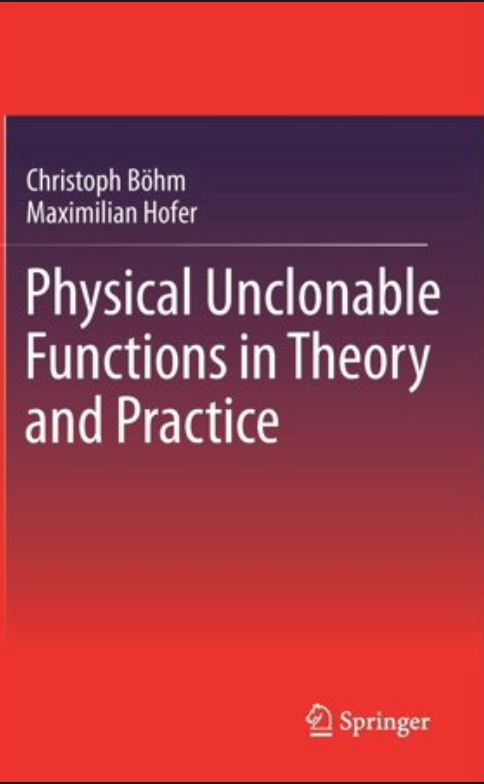 Christoph Böhm
Maximilian Hofer
Physical Unclonable
Functions in Theory
and Practice
Springer